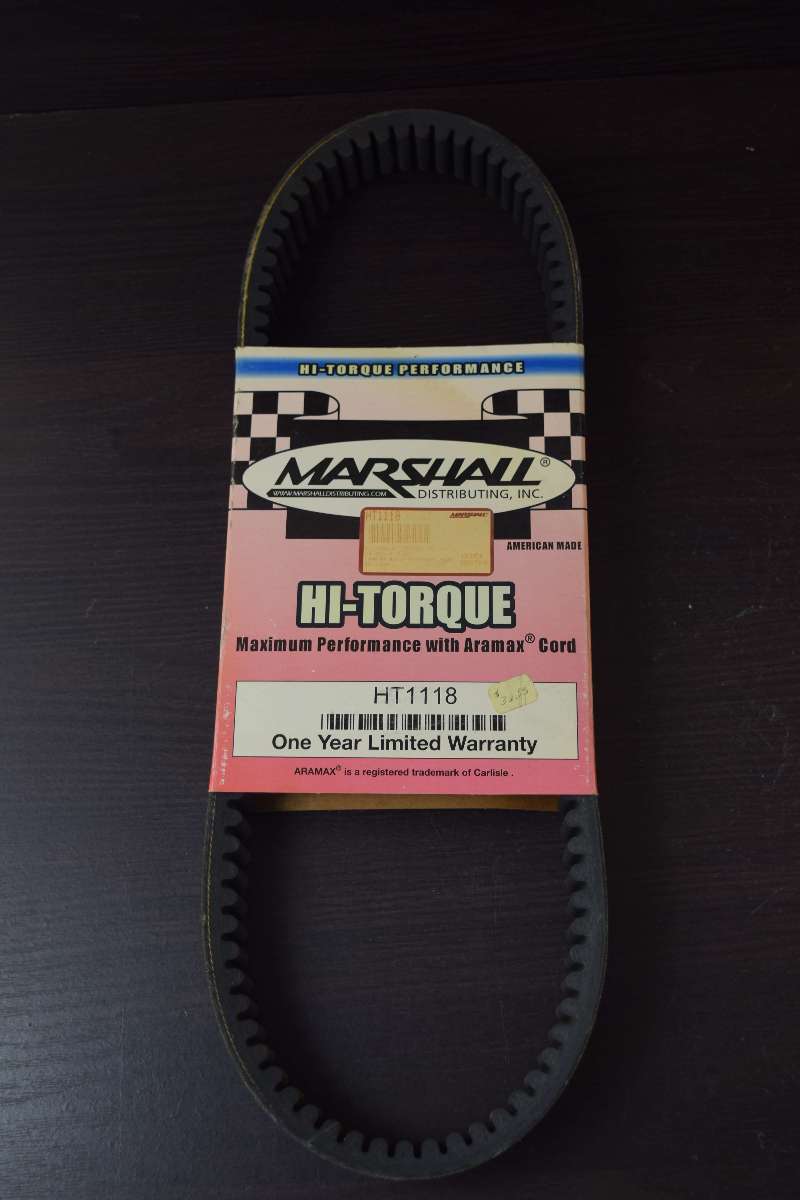 HI-TORQUE PERFORMANCE
MARSHALL®
WWW.MARSHALLDISTRIBUTING.COM
DISTRIBUTING, INC.
HT1118 MARSHALL
AMERICAN MADE
HI-TORQUE
Maximum Performance with Aramax® Cord
HT1118
One Year Limited Warranty
ARAMAX® is a registered trademark of Carlisle .